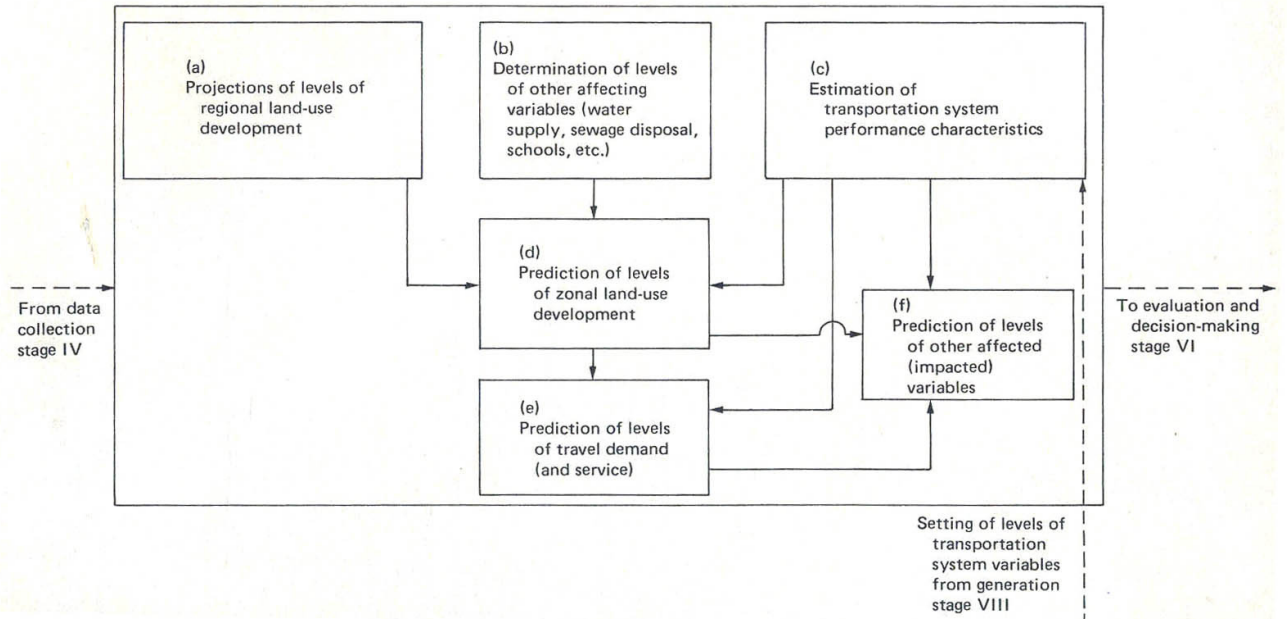 (a)
Projections of levels of
regional land-use
development
(b)
Determination of levels
of other affecting
variables (water
supply, sewage disposal,
schools, etc.)
(c)
Estimation of
transportation system
performance characteristics
(d)
Prediction of levels
of zonal land-use
development
(e)
Prediction of levels
of travel demand
(and service)
(f)
Prediction of levels
of other affected
(impacted)
variables
From data
collection
stage IV
To evaluation and
decision-making
stage VI
Setting of levels of
transportation
system variables
from generation
stage VIII